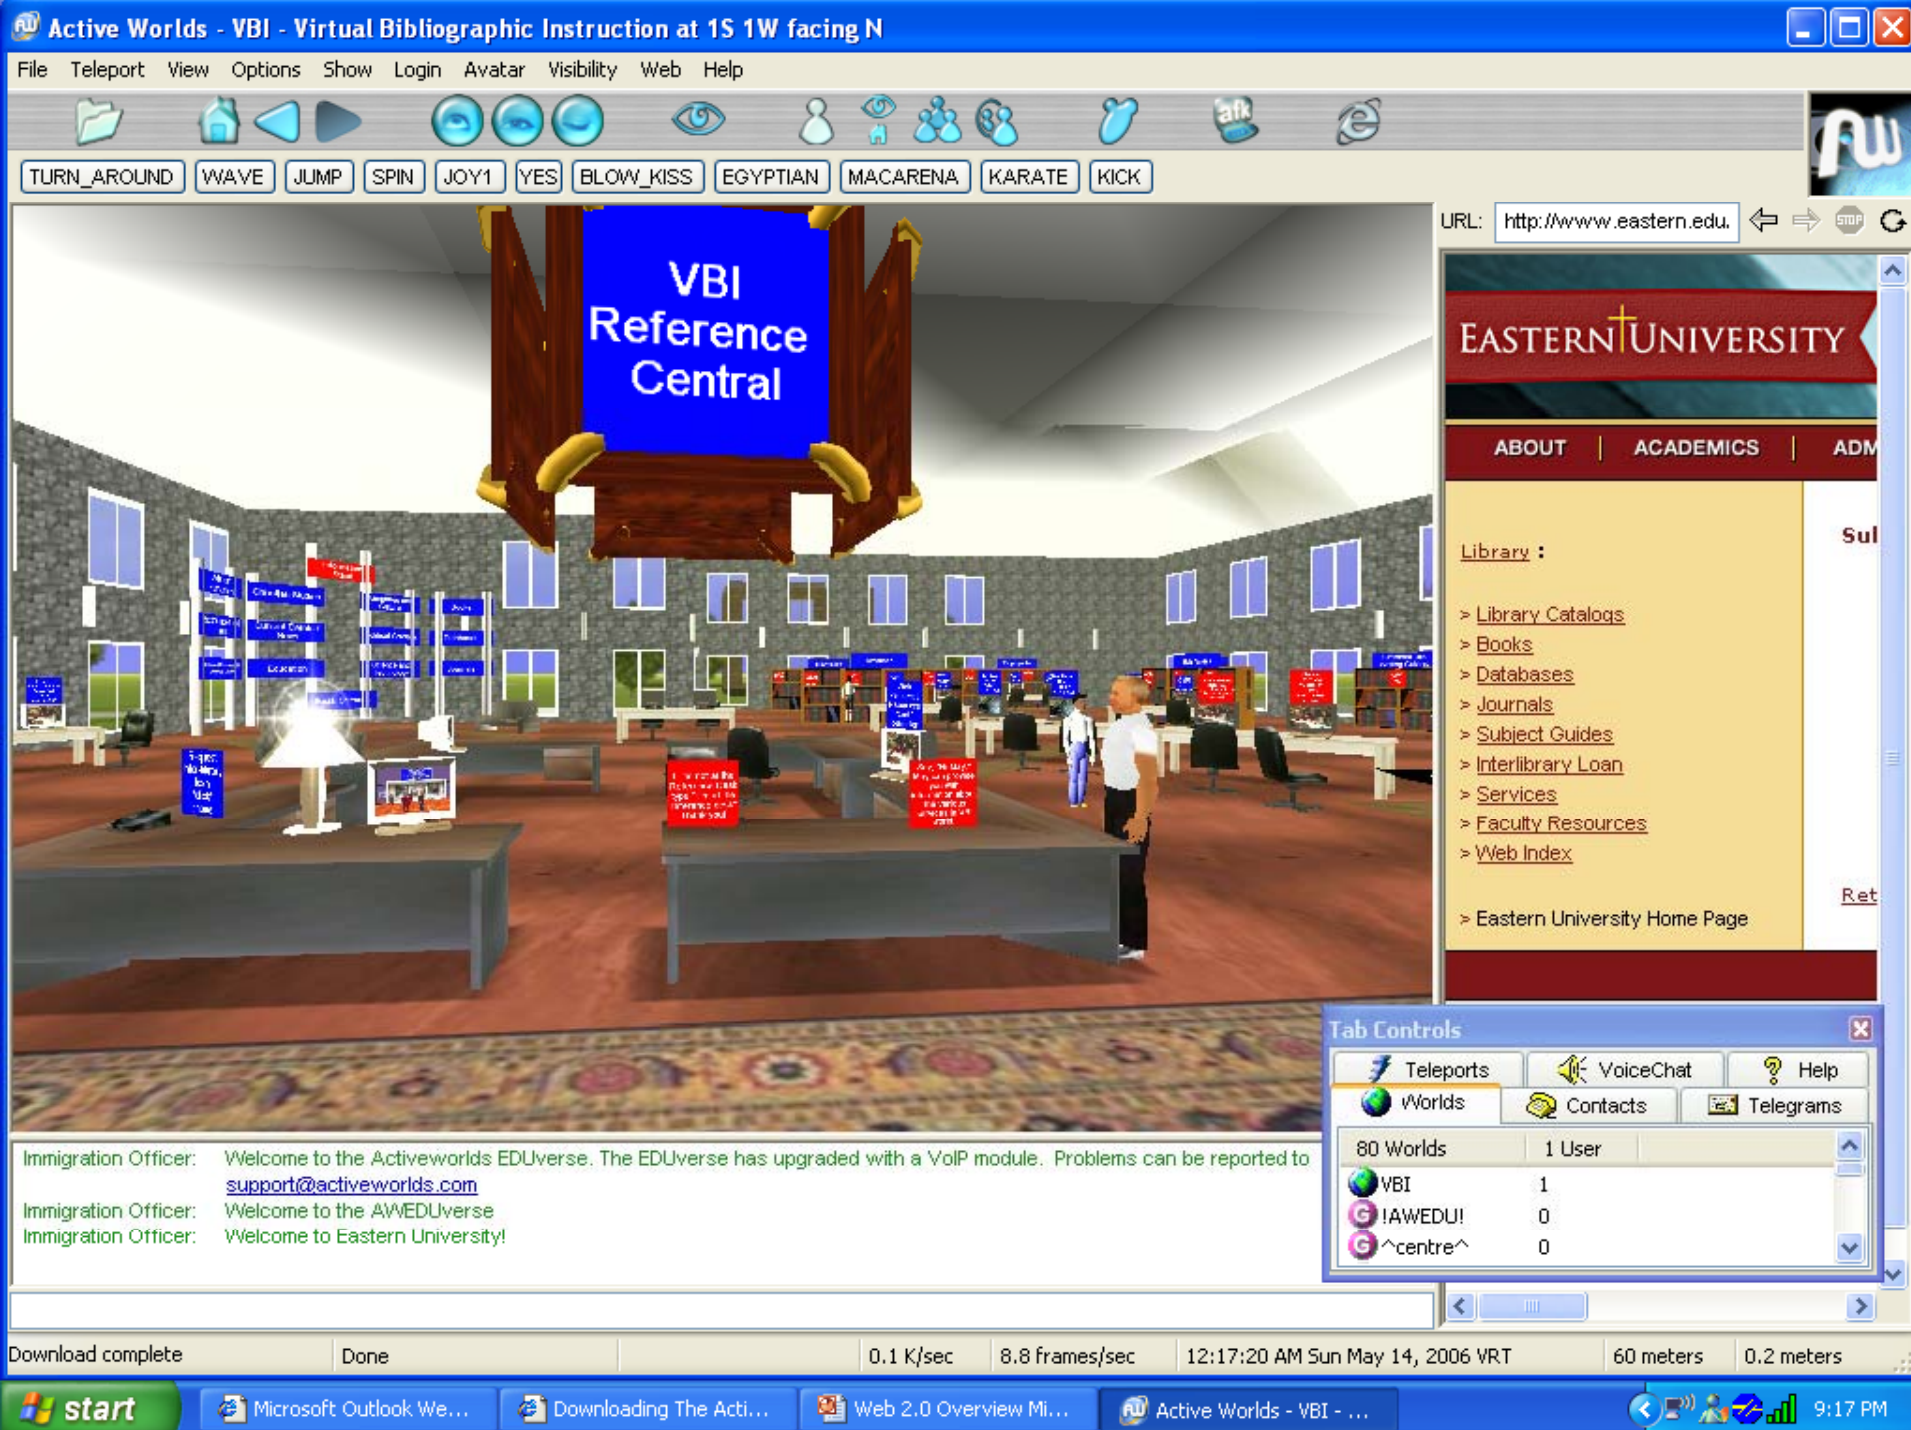 Active Worlds - VBI - Virtual Bibliographic Instruction at 1S 1W facing N
File Teleport View Options Show Login Avatar Visibility Web Help
afk
AW
TURN_AROUND WAVE JUMP SPIN JOY1 YES BLOW_KISS EGYPTIAN MACARENA KARATE KICK
URL: http://www.eastern.edu.
STOP
VBI
Reference
Central
Education
EASTERN UNIVERSITY
ABOUT | ACADEMICS | ADM
Library :
Sul
> Library Catalogs
> Books
> Databases
> Journals
> Subject Guides
> Interlibrary Loan
> Services
> Faculty Resources
> Web Index
Ret
> Eastern University Home Page
Tab Controls
Teleports VoiceChat Help
Worlds Contacts Telegrams
80 Worlds 1 User
VBI 1
!AWEDU! 0
^centre^ 0
Immigration Officer: Welcome to the Activeworlds EDUverse. The EDUverse has upgraded with a VoIP module. Problems can be reported to
support@activeworlds.com
Immigration Officer: Welcome to the AWEDUverse
Immigration Officer: Welcome to Eastern University!
Download complete Done 0.1 K/sec 8.8 frames/sec 12:17:20 AM Sun May 14, 2006 VRT 60 meters 0.2 meters
start Microsoft Outlook We... Downloading The Acti... Web 2.0 Overview Mi... Active Worlds - VBI - ... 9:17 PM